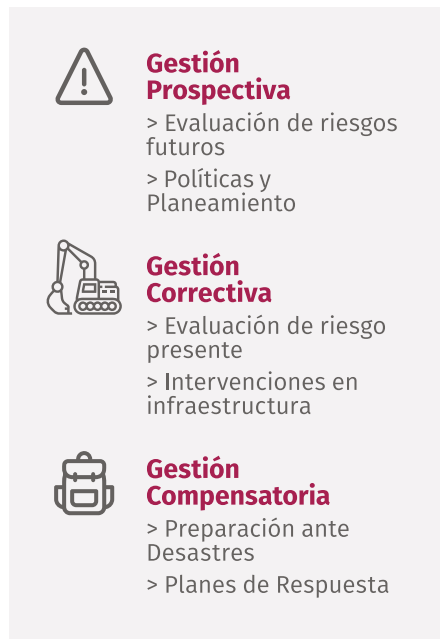 Gestión
Prospectiva
> Evaluación de riesgos
futuros
> Políticas y
Planeamiento
Gestión
Correctiva
> Evaluación de riesgo
presente
> Intervenciones en
infraestructura
Gestión
Compensatoria
> Preparación ante
Desastres
> Planes de Respuesta